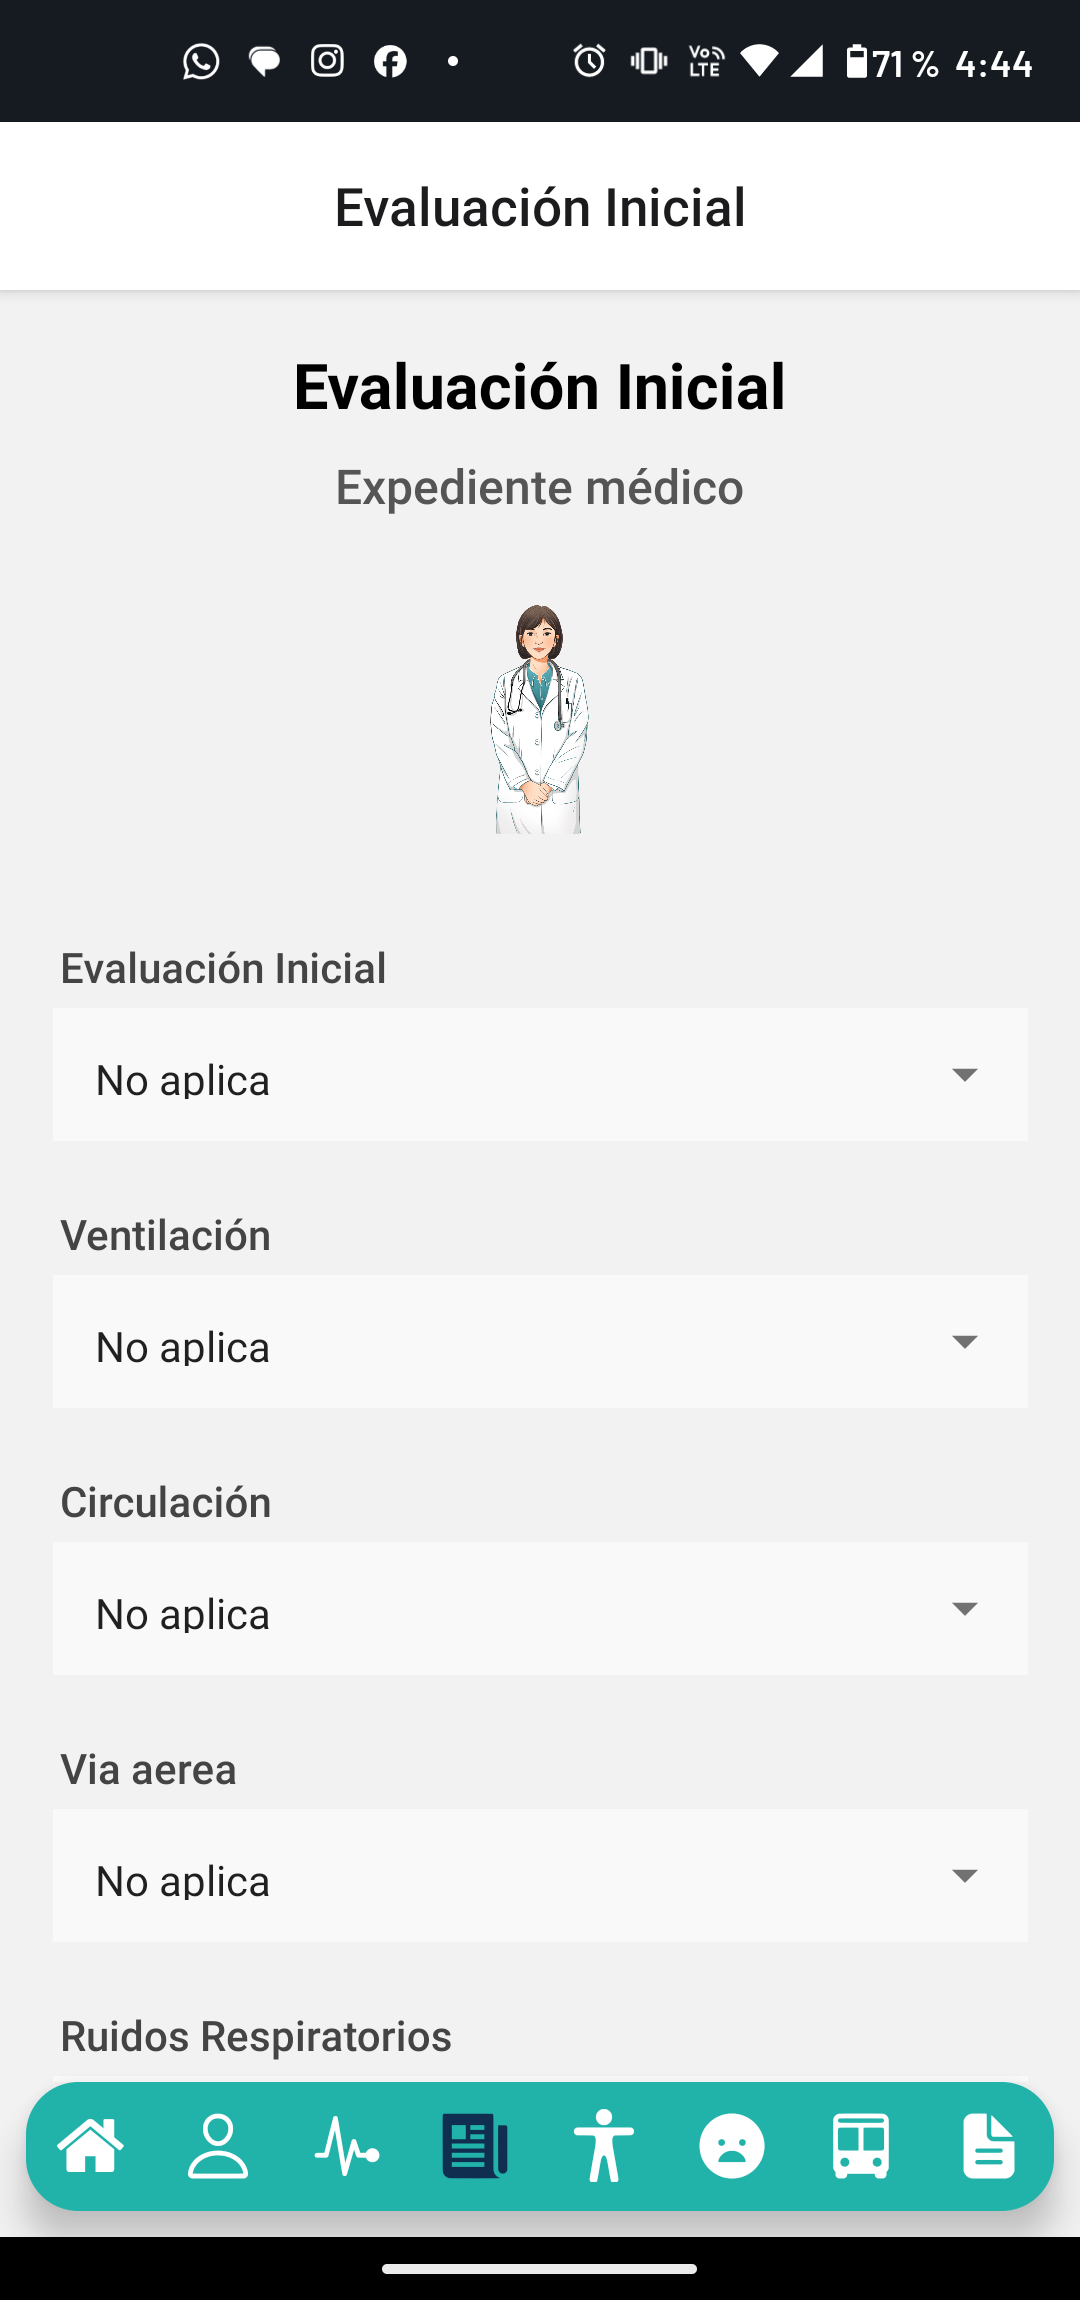 Vo LTE 71 % 4:44
Evaluación Inicial
Evaluación Inicial
Expediente médico
Evaluación Inicial
No aplica
Ventilación
No aplica
Circulación
No aplica
Via aerea
No aplica
Ruidos Respiratorios